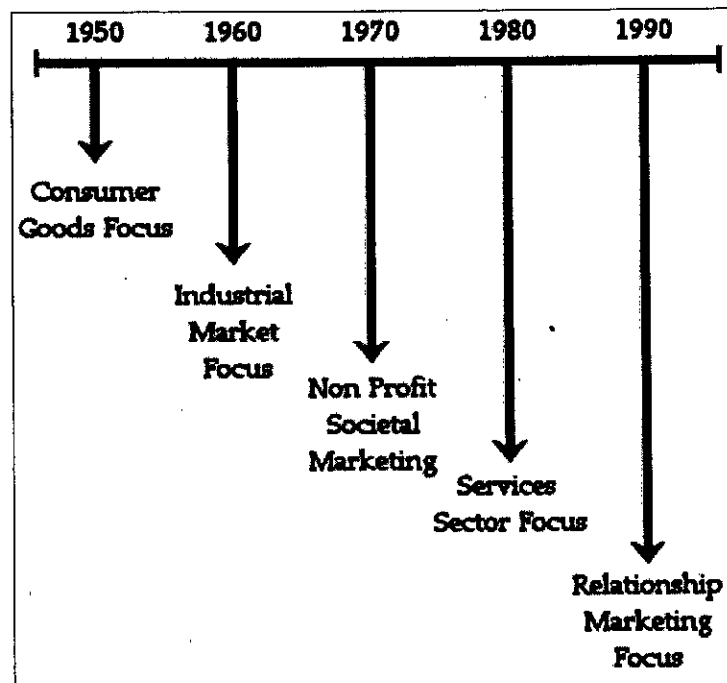 1950 1960 1970 1980 1990
Consumer
Goods Focus
Industrial
Market
Focus
Non Profit
Societal
Marketing
Services
Sector Focus
Relationship
Marketing
Focus